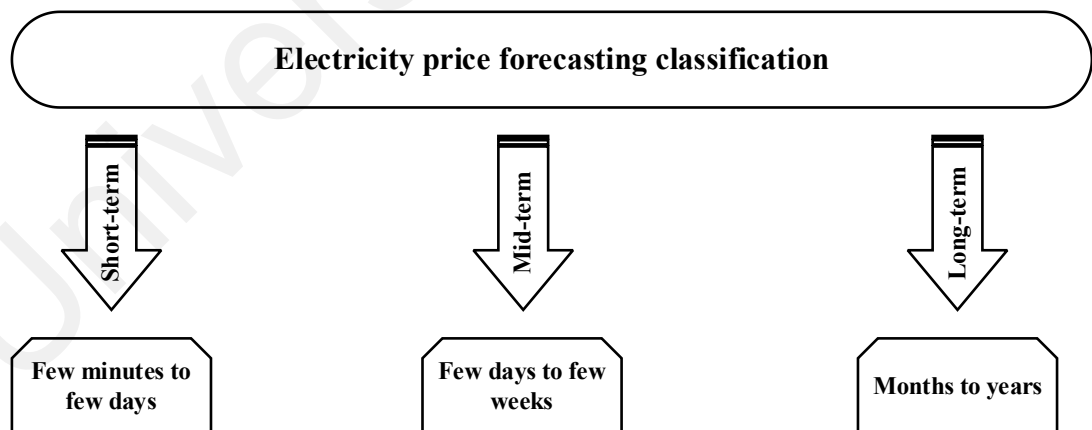 Electricity price forecasting classification
Short-term
Mid-term
Long-term
Few minutes to
few days
Few days to few
weeks
Months to years